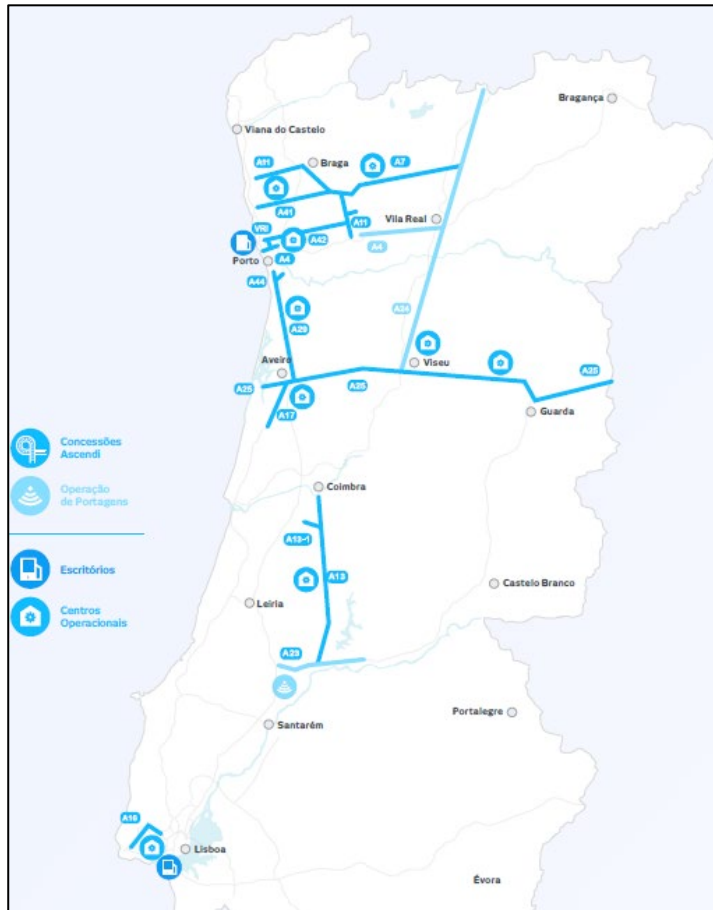 Bragança
Viana do Castelo
A11
Braga
A7
A41
A11
Vila Real
VRI
A42
A4
Porto
A4
A44
A24
A29
Aveiro
Viseu
A25
A25
A25
Guarda
A17
Concessões
Ascendi
Coimbra
Operação
de Portagens
A13-1
Escritórios
A13
Castelo Branco
Leiria
Centros
Operacionais
A23
Portalegre
Santarém
A16
Lisboa
Évora